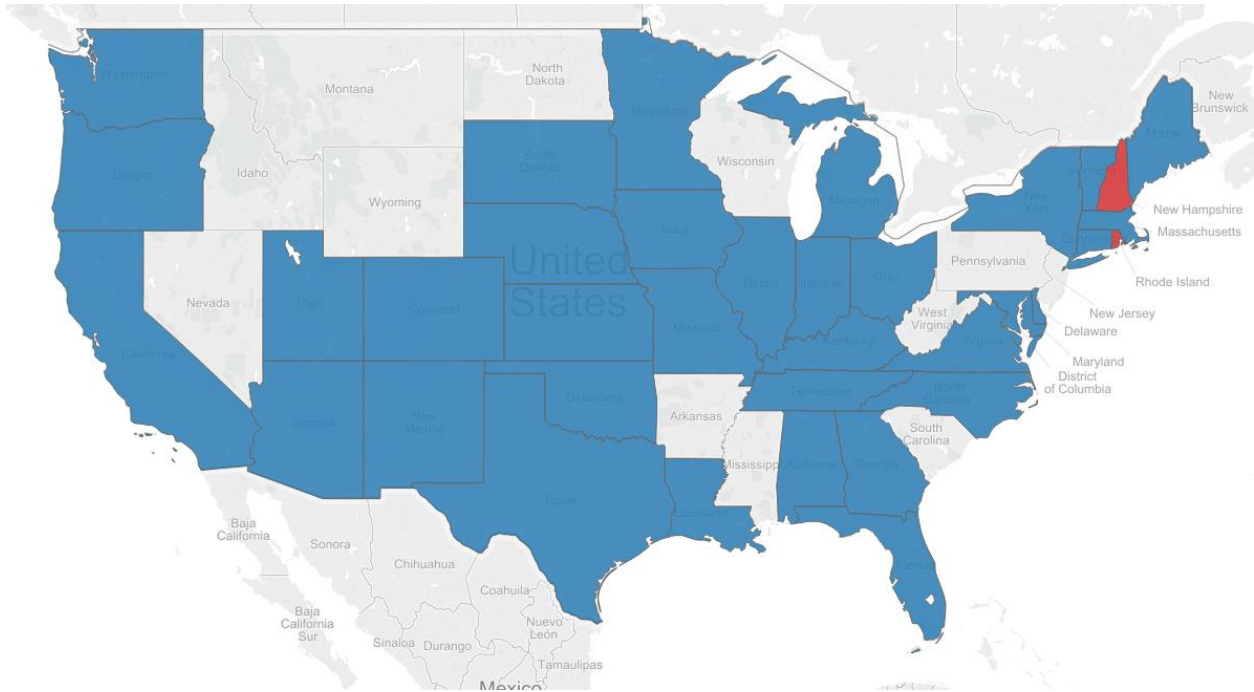 Washington
Montana
North
Dakota
Minnesota
New
Brunswick
Maine
Oregon
Idaho
South
Dakota
Wisconsin
Vermont
Wyoming
Michigan
New
York
New Hampshire
Massachusetts
Iowa
Connect
United
States
Pennsylvania
Rhode Island
Nevada
Utah
Colorado
Illinois
Indiana
Ohio
West
Virginia
New Jersey
Delaware
California
Missouri
Kentucky
Virginia
Maryland
District
of Columbia
Arizona
New
Mexico
Oklahoma
Tennessee
North
Carolina
Arkansas
South
Carolina
Mississippi
Alabama
Georgia
Texas
Louisiana
Baja
California
Sonora
Chihuahua
Florida
Coahuila
Baja
California
Sur
Nuevo
León
Sinaloa
Durango
Tamaulipas
Mexico